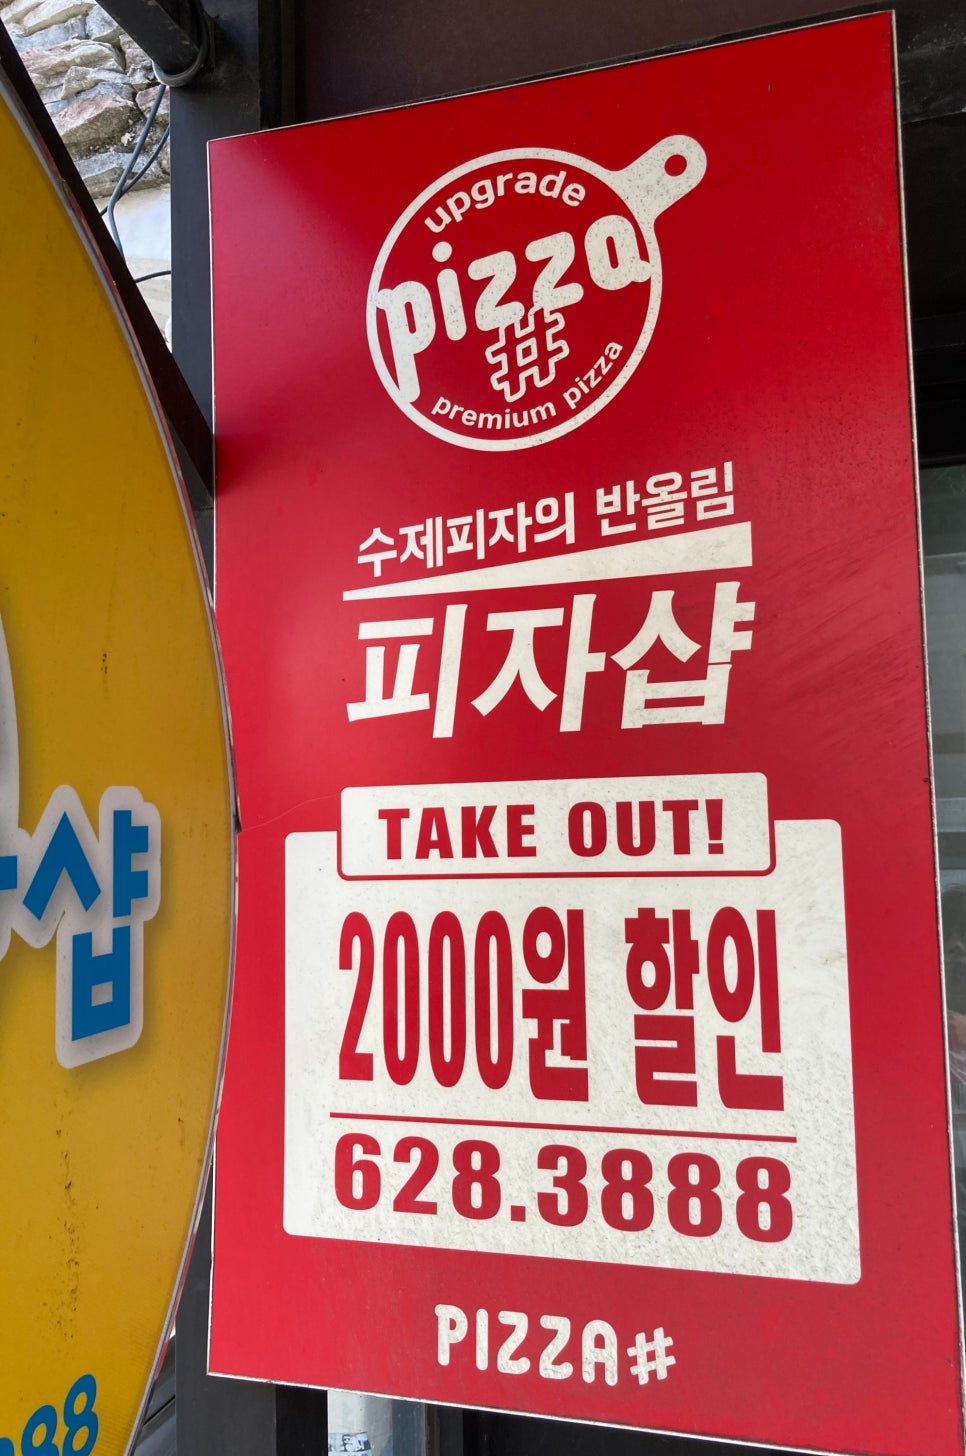 upgrade
pizza
#
premium pizza
수제피자의 반올림
피자샵
TAKE OUT!
2000원 할인
628.3888
PIZZA#
샵
88